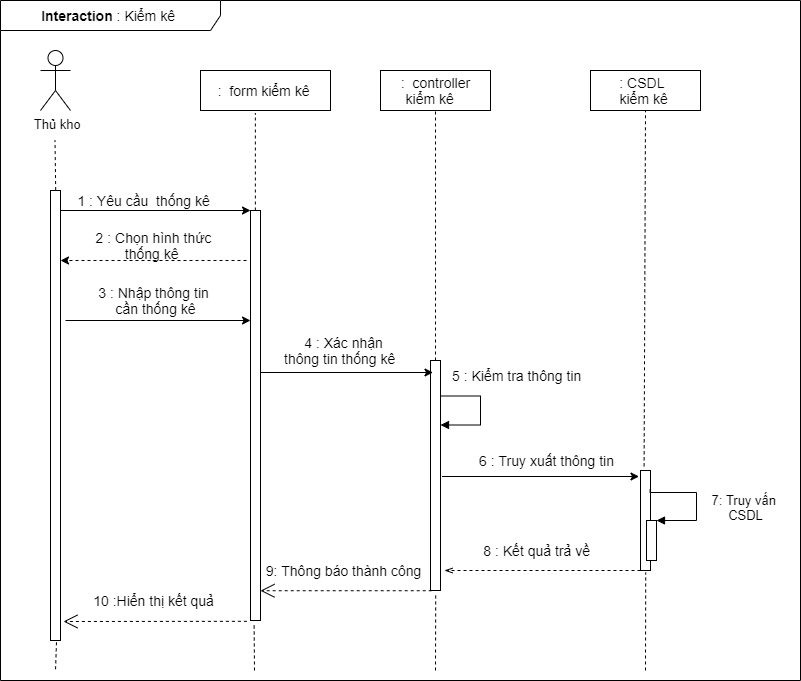 Interaction : Kiểm kê
Thủ kho
: form kiểm kê
: controller
kiểm kê
: CSDL
kiểm kê
1 : Yêu cầu thống kê
2 : Chọn hình thức
thống kê
3 : Nhập thông tin
cần thống kê
4 : Xác nhận
thông tin thống kê
5 : Kiểm tra thông tin
6 : Truy xuất thông tin
7: Truy vấn
CSDL
8 : Kết quả trả về
9: Thông báo thành công
10 :Hiển thị kết quả